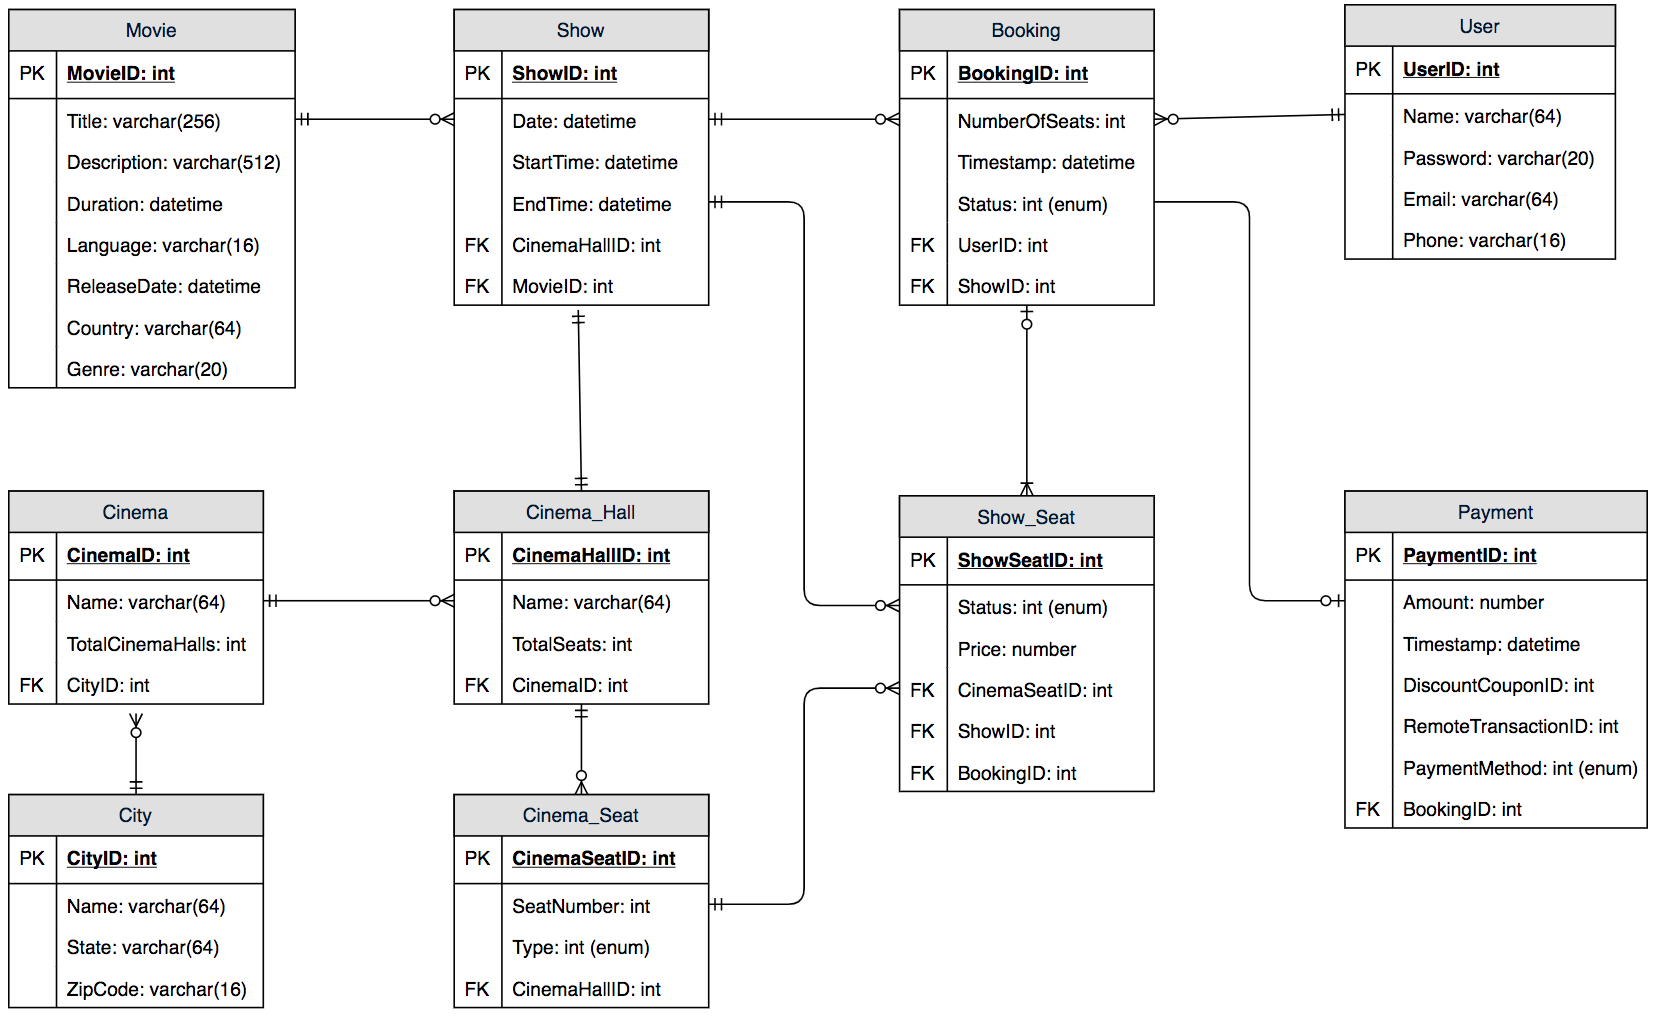 Movie
PK MovieID: int
Title: varchar(256)
Description: varchar(512)
Duration: datetime
Language: varchar(16)
ReleaseDate: datetime
Country: varchar(64)
Genre: varchar(20)
Show
PK ShowID: int
Date: datetime
StartTime: datetime
EndTime: datetime
FK CinemaHallID: int
FK MovieID: int
Booking
PK BookingID: int
NumberOfSeats: int
Timestamp: datetime
Status: int (enum)
FK UserID: int
FK ShowID: int
User
PK UserID: int
Name: varchar(64)
Password: varchar(20)
Email: varchar(64)
Phone: varchar(16)
Cinema
PK CinemaID: int
Name: varchar(64)
TotalCinemaHalls: int
FK CityID: int
Cinema_Hall
PK CinemaHallID: int
Name: varchar(64)
TotalSeats: int
FK CinemaID: int
Show_Seat
PK ShowSeatID: int
Status: int (enum)
Price: number
FK CinemaSeatID: int
FK ShowID: int
FK BookingID: int
Payment
PK PaymentID: int
Amount: number
Timestamp: datetime
DiscountCouponID: int
RemoteTransactionID: int
PaymentMethod: int (enum)
FK BookingID: int
City
PK CityID: int
Name: varchar(64)
State: varchar(64)
ZipCode: varchar(16)
Cinema_Seat
PK CinemaSeatID: int
SeatNumber: int
Type: int (enum)
FK CinemaHallID: int